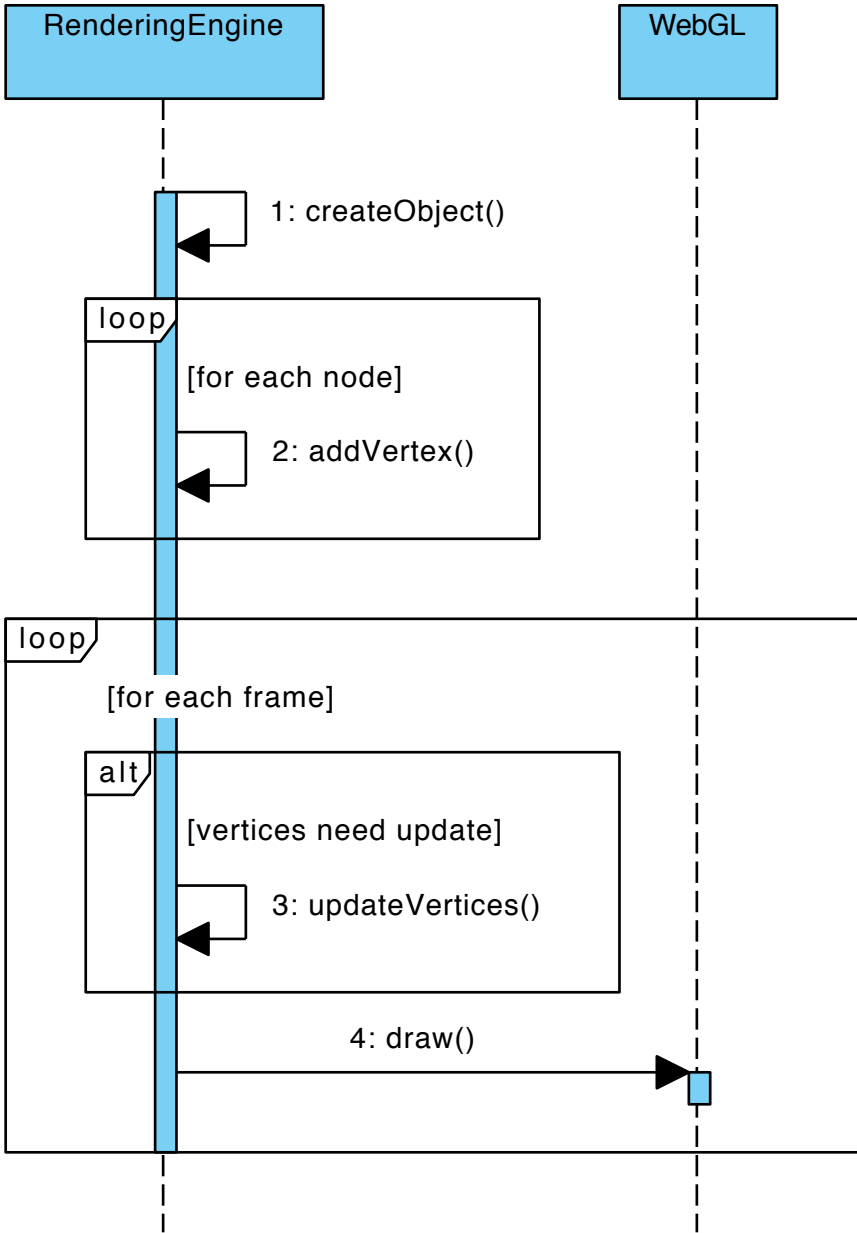 RenderingEngine
WebGL
1: createObject()
loop
[for each node]
2: addVertex()
loop
[for each frame]
alt
[vertices need update]
3: updateVertices()
4: draw()